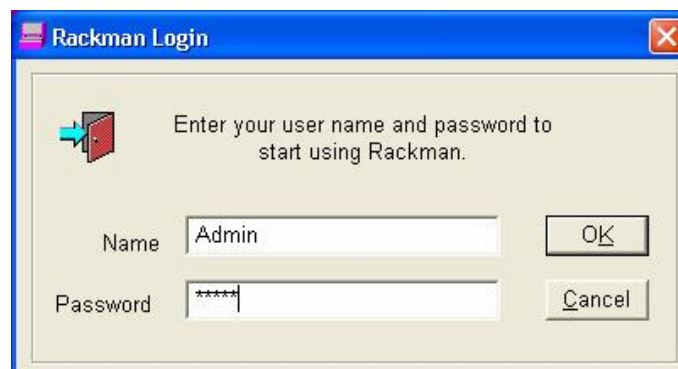 Rackman Login
Enter your user name and password to
start using Rackman.
Name
Admin
OK
Password
*****
Cancel